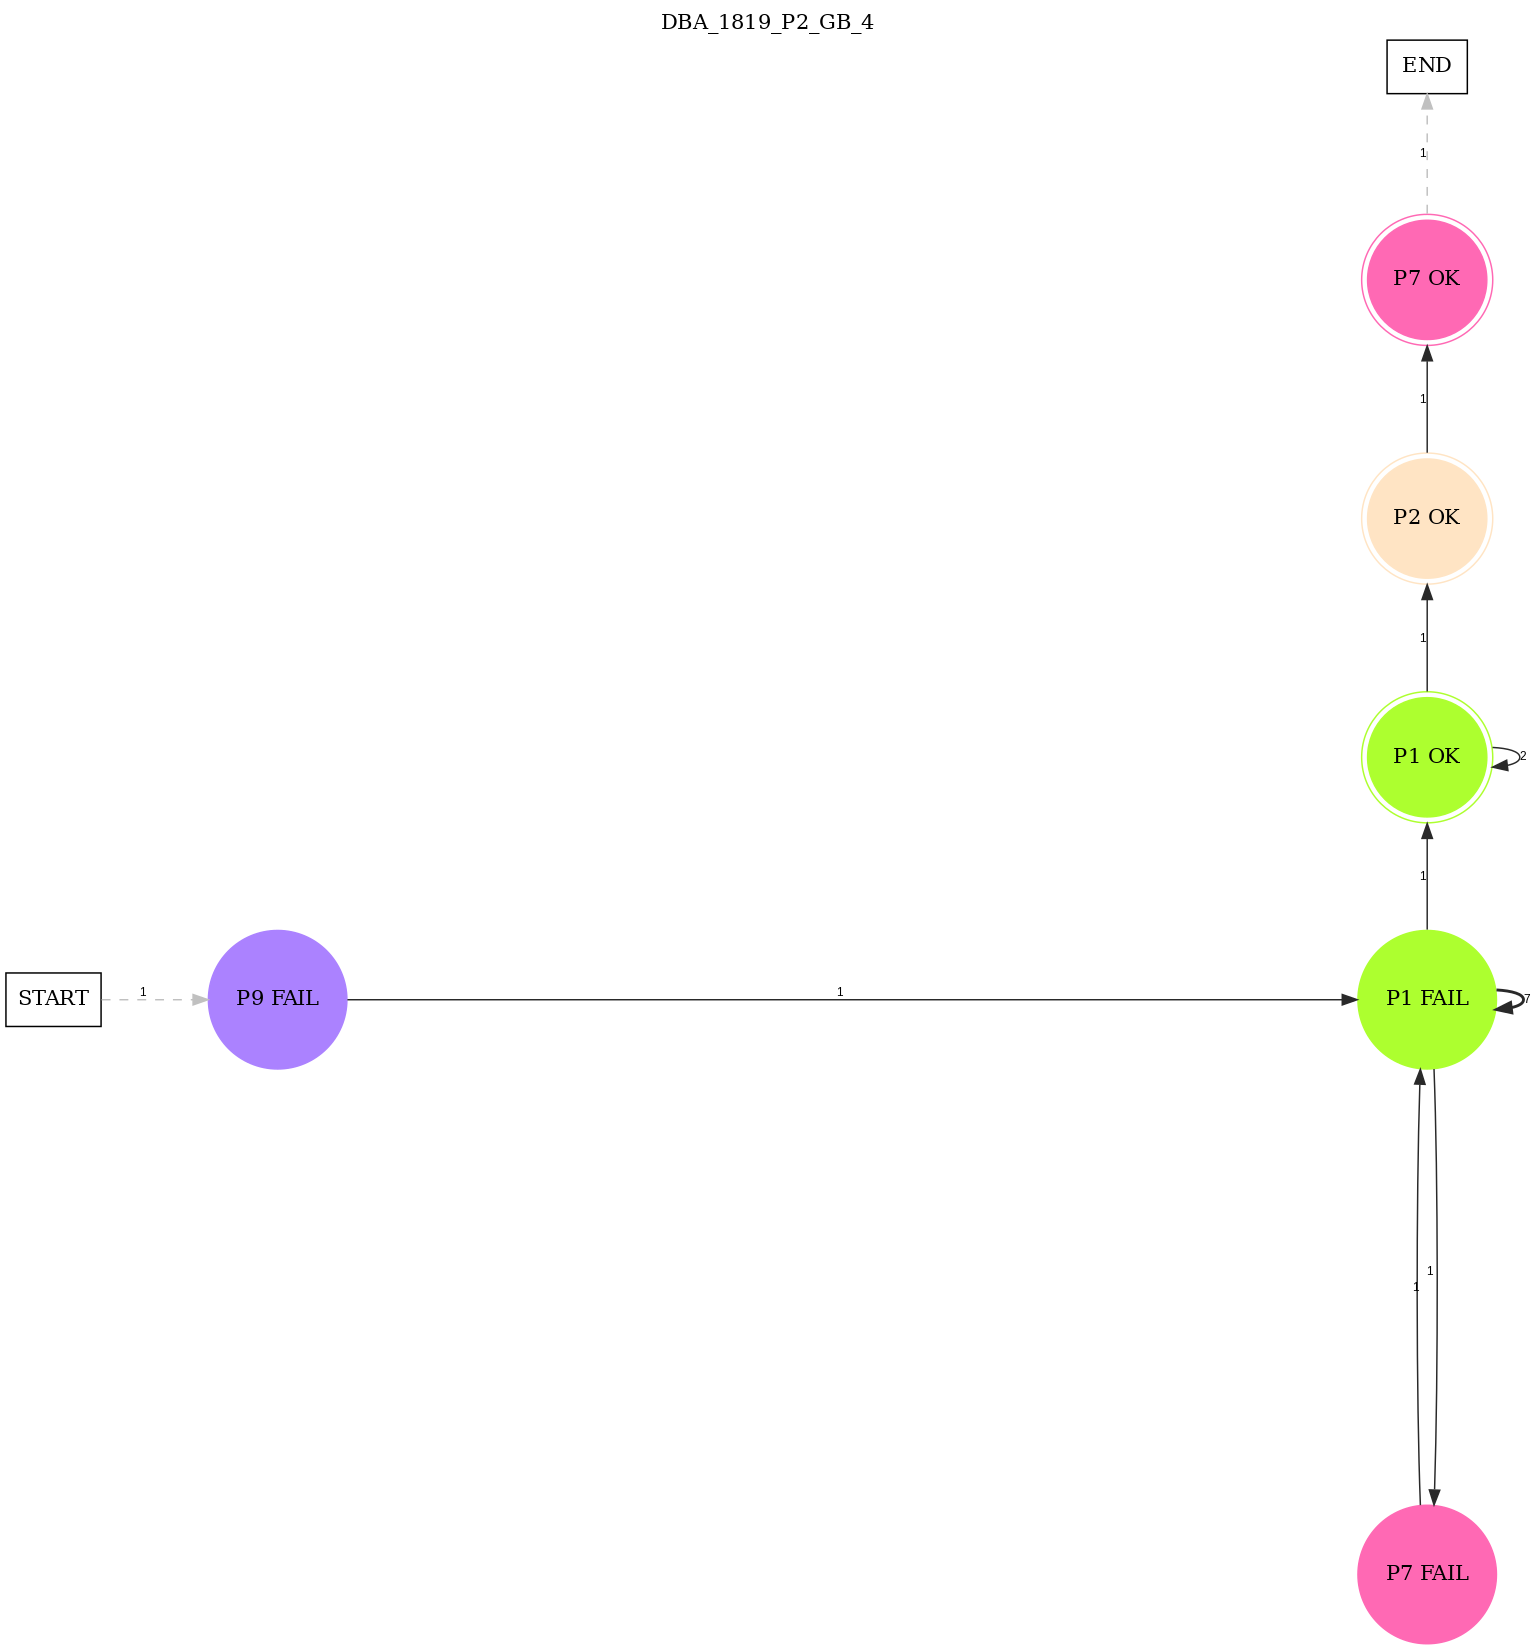 DBA_1819_P2_GB_4
END
1
P7 OK
1
P2 OK
1
P1 OK
2
1
START
1
P9 FAIL
1
P1 FAIL
7
1
1
P7 FAIL